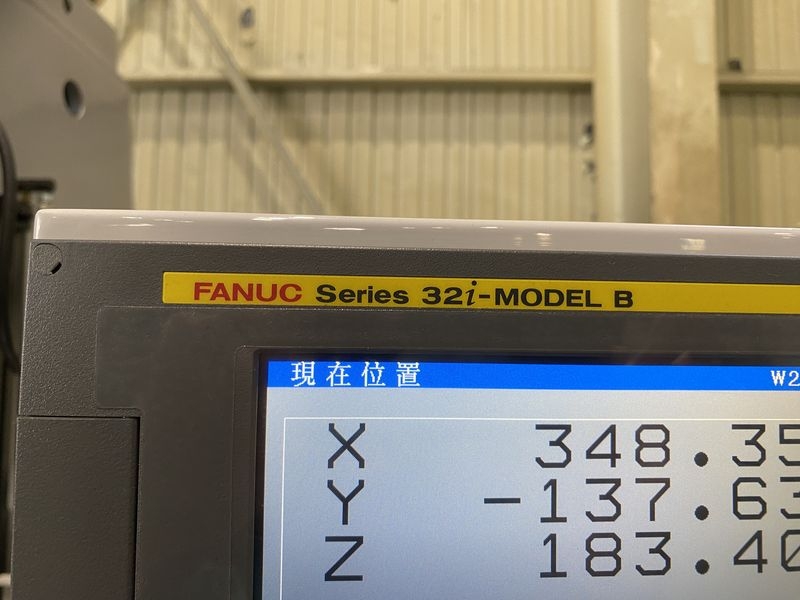 FANUC Series 32i-MODEL B
現在位置 W2
X 348.35
Y -137.63
Z 183.40